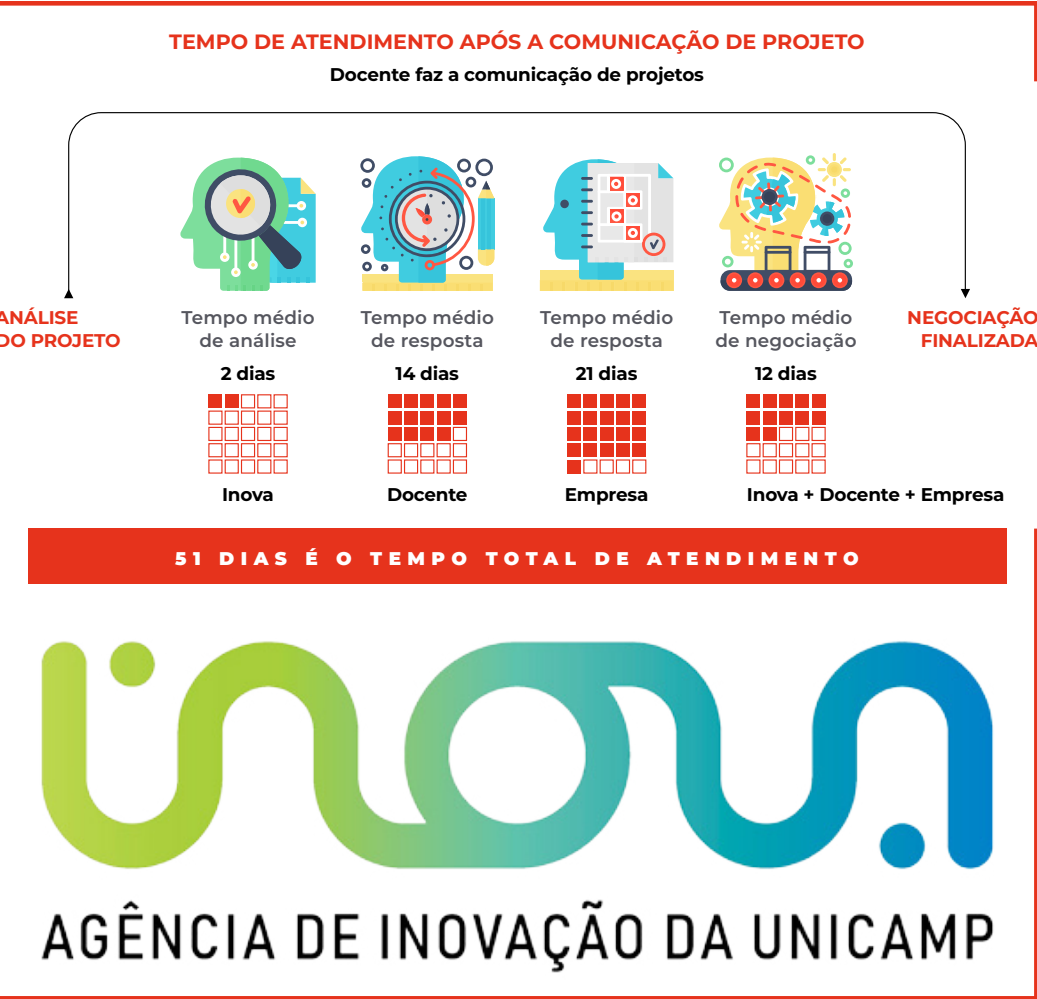 TEMPO DE ATENDIMENTO APÓS A COMUNICAÇÃO DE PROJETO
Docente faz a comunicação de projetos
ANÁLISE
DO PROJETO
Tempo médio
de análise
2 dias
Inova
Tempo médio
de resposta
14 dias
Docente
Tempo médio
de resposta
21 dias
Empresa
Tempo médio
de negociação
12 dias
Inova + Docente + Empresa
NEGOCIAÇÃO
FINALIZADA
51 DIAS É O TEMPO TOTAL DE ATENDIMENTO
inova
AGÊNCIA DE INOVAÇÃO DA UNICAMP